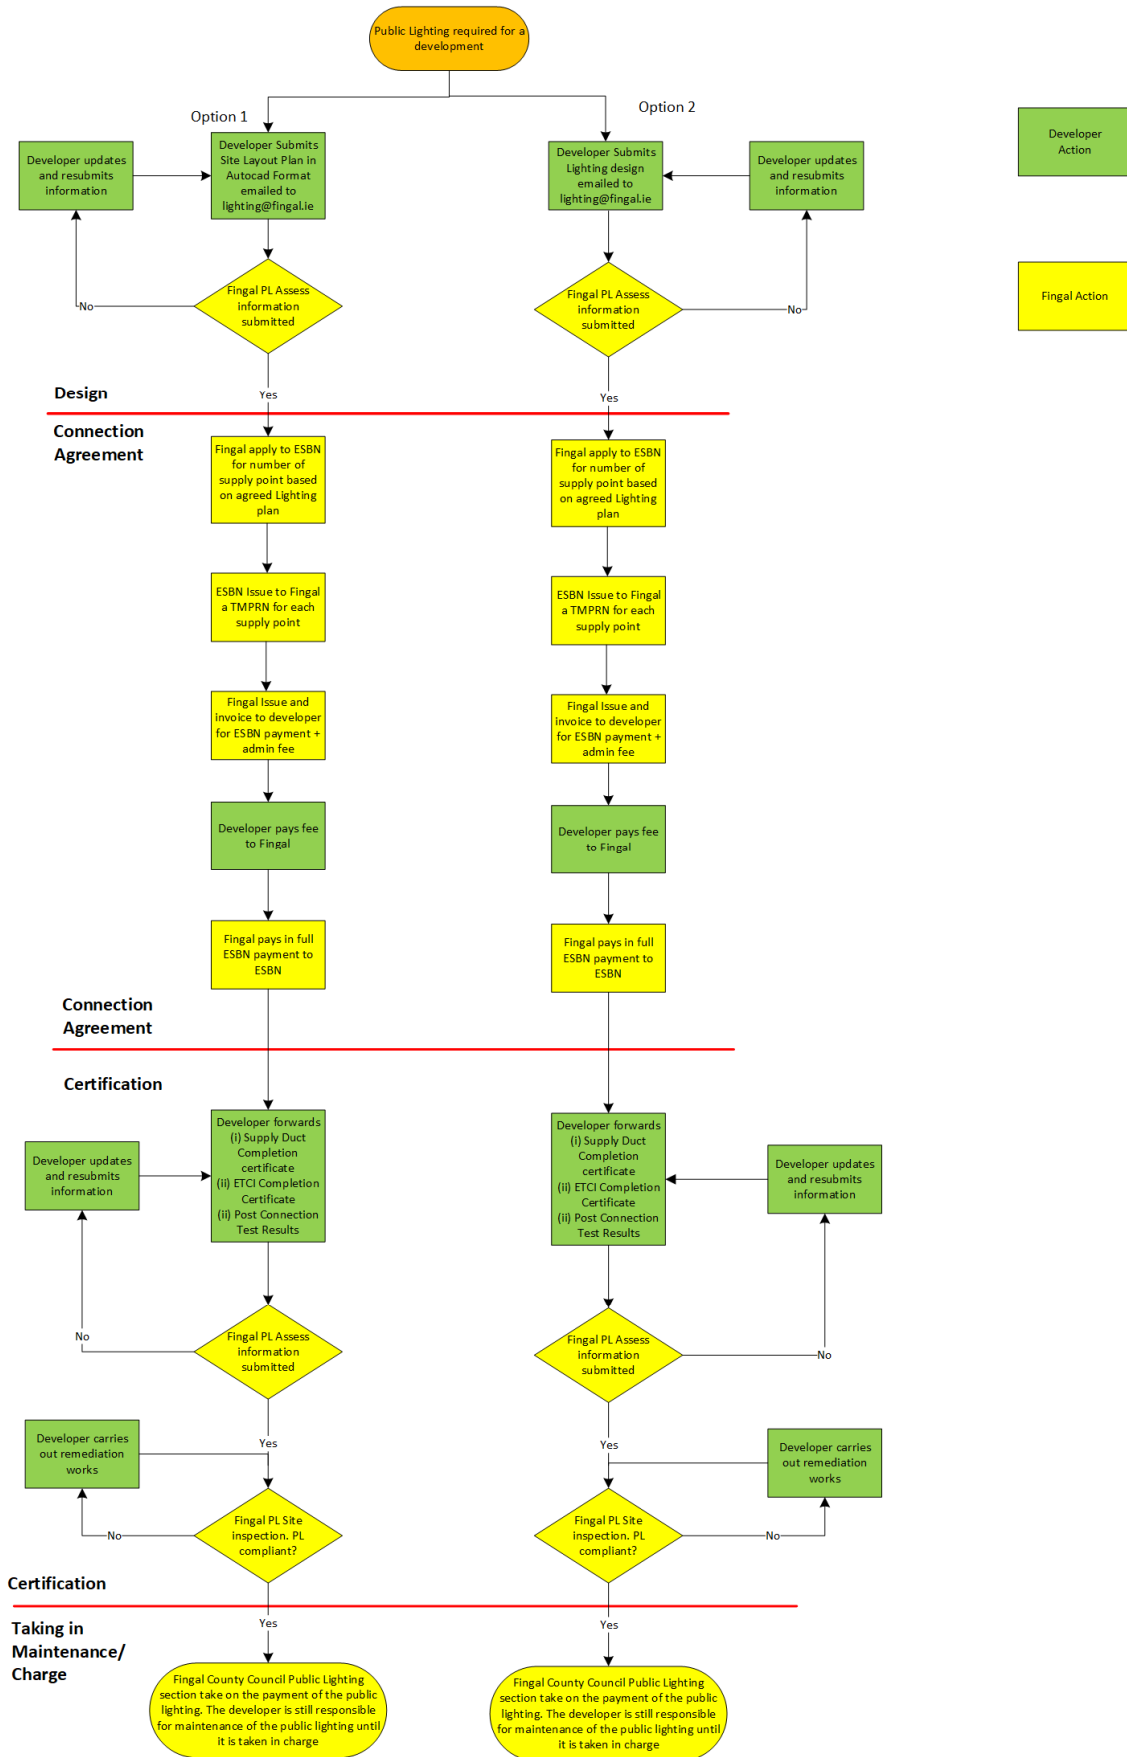 Public Lighting required for a
development
Option 1
Option 2
Developer Submits
Site Layout Plan in
Autocad Format
emailed to
lighting@fingal.ie
Developer updates
and resubmits
information
Developer Submits
Lighting design
emailed to
lighting@fingal.ie
Developer updates
and resubmits
information
Developer
Action
Fingal PL Assess
information
submitted
No
Fingal PL Assess
information
submitted
No
Fingal Action
Yes
Yes
Design
Connection
Agreement
Fingal apply to ESBN
for number of
supply point based
on agreed Lighting
plan
Fingal apply to ESBN
for number of
supply point based
on agreed Lighting
plan
ESBN Issue to Fingal
a TMPRN for each
supply point
ESBN Issue to Fingal
a TMPRN for each
supply point
Fingal Issue and
invoice to developer
for ESBN payment +
admin fee
Fingal Issue and
invoice to developer
for ESBN payment +
admin fee
Developer pays fee
to Fingal
Developer pays fee
to Fingal
Fingal pays in full
ESBN payment to
ESBN
Fingal pays in full
ESBN payment to
ESBN
Connection
Agreement
Certification
Developer updates
and resubmits
information
Developer forwards
(i) Supply Duct
Completion
certificate
(ii) ETCI Completion
Certificate
(ii) Post Connection
Test Results
Developer forwards
(i) Supply Duct
Completion
certificate
(ii) ETCI Completion
Certificate
(ii) Post Connection
Test Results
Developer updates
and resubmits
information
No
Fingal PL Assess
information
submitted
Fingal PL Assess
information
submitted
No
Yes
Yes
Developer carries
out remediation
works
Developer carries
out remediation
works
No
Fingal PL Site
inspection. PL
compliant?
Fingal PL Site
inspection. PL
compliant?
No
Certification
Taking in
Maintenance/
Charge
Yes
Yes
Fingal County Council Public Lighting
section take on the payment of the public
lighting. The developer is still responsible
for maintenance of the public lighting until
it is taken in charge
Fingal County Council Public Lighting
section take on the payment of the public
lighting. The developer is still responsible
for maintenance of the public lighting until
it is taken in charge